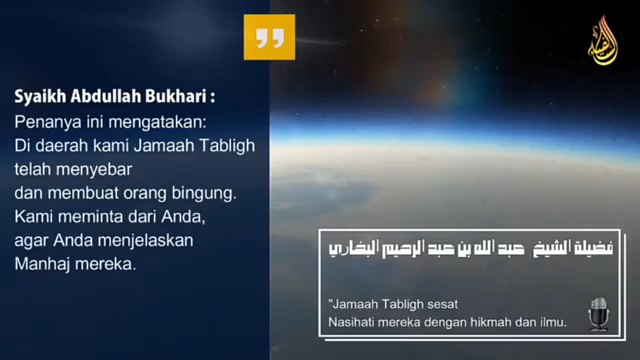 Syaikh Abdullah Bukhari :
Penanya ini mengatakan:
Di daerah kami Jamaah Tabligh
telah menyebar
dan membuat orang bingung.
Kami meminta dari Anda,
agar Anda menjelaskan
Manhaj mereka.
فضيلة الشيخ عبد الله بن عبد الرحيم البخاري
"Jamaah Tabligh sesat
Nasihati mereka dengan hikmah dan ilmu.